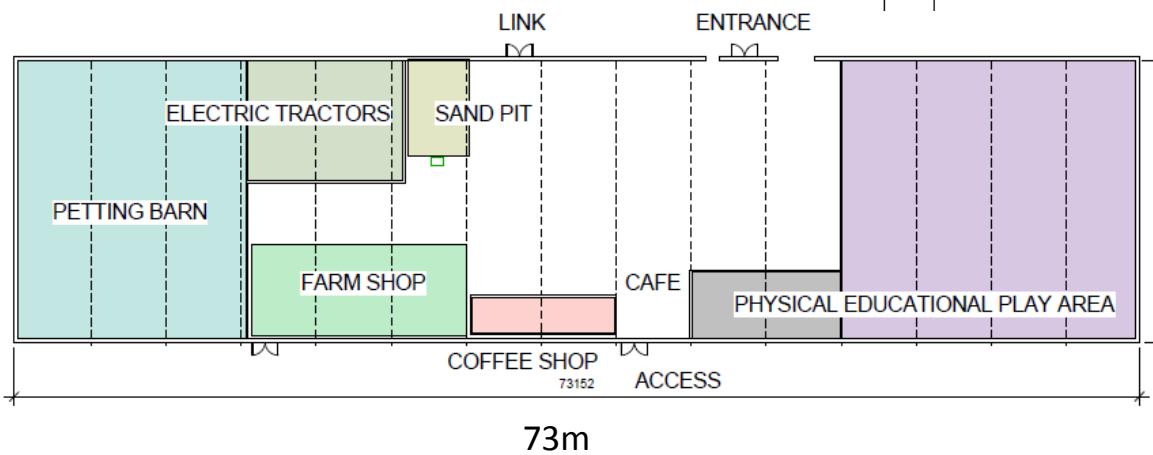 LINK
ENTRANCE
ELECTRIC TRACTORS
SAND PIT
PETTING BARN
FARM SHOP
CAFE
PHYSICAL EDUCATIONAL PLAY AREA
COFFEE SHOP
73152
ACCESS
73m